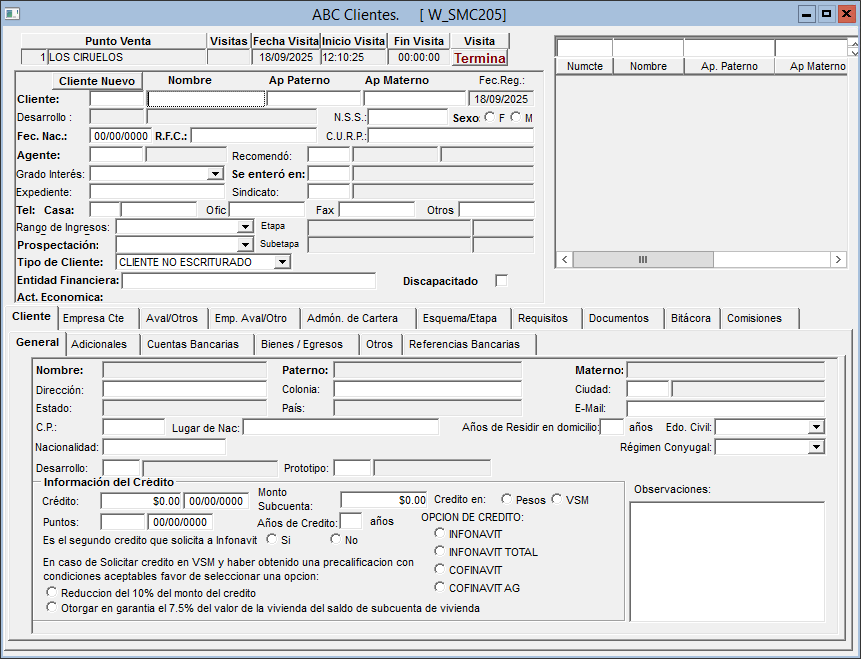 ABC Clientes. [ W_SMC205]
Punto Venta Visitas Fecha Visita Inicio Visita Fin Visita Visita
1 LOS CIRUELOS 18/09/2025 12:10:25 00:00:00 Termina
Numcte Nombre Ap. Paterno Ap Materno
Cliente Nuevo Nombre Ap Paterno Ap Materno Fec.Reg.:
Cliente: 18/09/2025
Desarrollo : N.S.S.: Sexo F M
Fec. Nac.: 00/00/0000 R.F.C.: C.U.R.P.:
Agente: Recomendó:
Grado Interés: Se enteró en:
Expediente: Sindicato:
Tel: Casa: Ofic Fax Otros
Rango de Ingresos: Etapa
Prospectación: Subetapa
Tipo de Cliente: CLIENTE NO ESCRITURADO
Entidad Financiera: Discapacitado
Act. Economica:
Cliente Empresa Cte Aval/Otros Emp. Aval/Otro Admón. de Cartera Esquema/Etapa Requisitos Documentos Bitácora Comisiones
General Adicionales Cuentas Bancarias Bienes / Egresos Otros Referencias Bancarias
Nombre: Paterno: Materno:
Dirección: Colonia: Ciudad:
Estado: País: E-Mail:
C.P.: Lugar de Nac: Años de Residir en domicilio: años Edo. Civil:
Nacionalidad: Régimen Conyugal:
Desarrollo: Prototipo:
Información del Crédito
Observaciones:
Crédito: $0.00 00/00/0000 Monto Subcuenta: $0.00 Credito en: Pesos VSM
Puntos: 00/00/0000 Años de Credito: años OPCION DE CREDITO:
Es el segundo credito que solicita a Infonavit Si No INFONAVIT
INFONAVIT TOTAL
En caso de Solicitar credito en VSM y haber obtenido una precalificacion con
condiciones aceptables favor de seleccionar una opcion:
COFINAVIT
COFINAVIT AG
Reduccion del 10% del monto del credito
Otorgar en garantia el 7.5% del valor de la vivienda del saldo de subcuenta de vivienda